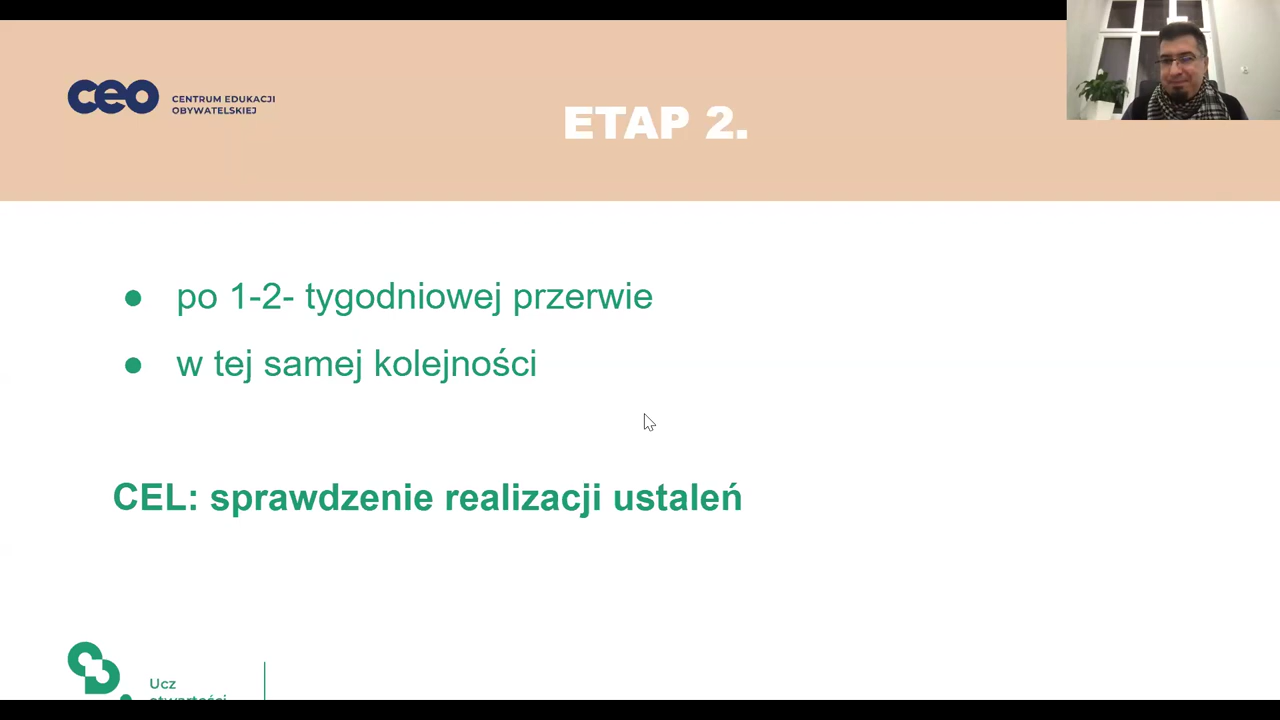 ceo
CENTRUM EDUKACJI
OBYWATELSKIEJ
ETAP 2.
● po 1-2- tygodniowej przerwie
● w tej samej kolejności
CEL: sprawdzenie realizacji ustaleń
Ucz
otwartości